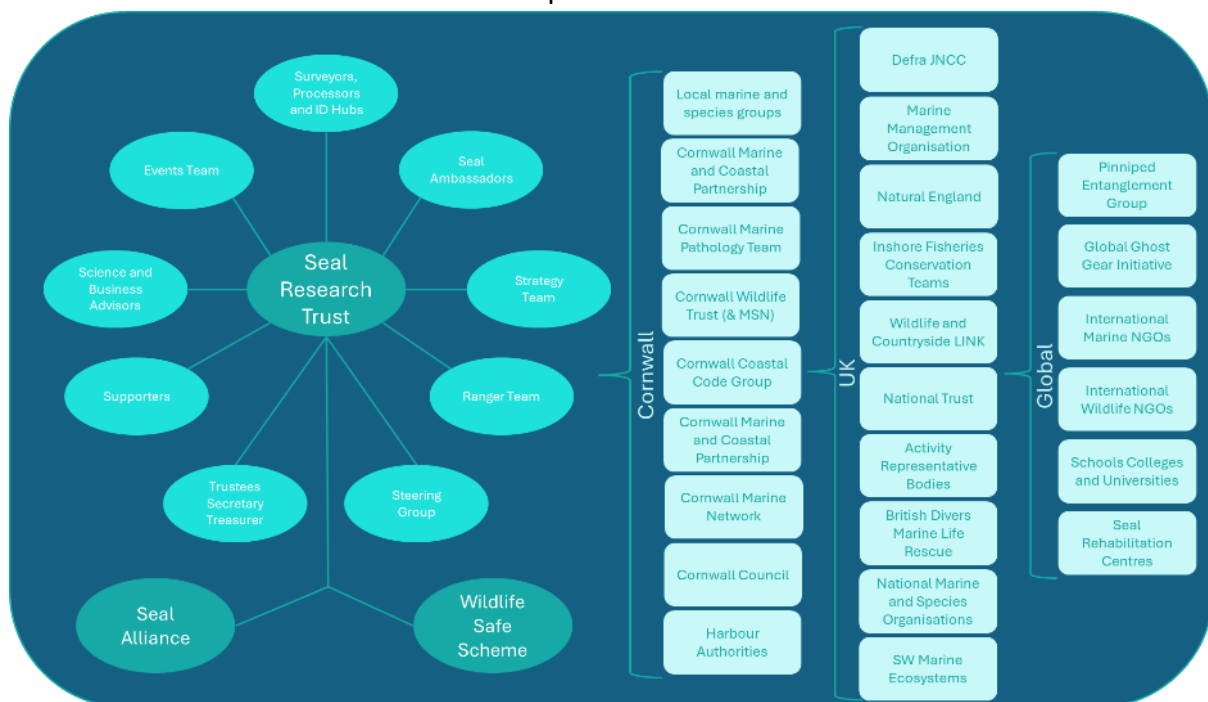 Surveyors,
Processors
and ID Hubs
Events Team
Seal
Ambassadors
Science and
Business
Advisors
Seal
Research
Trust
Strategy
Team
Supporters
Ranger Team
Trustees
Secretary
Treasurer
Steering
Group
Seal
Alliance
Wildlife
Safe
Scheme
Cornwall
Local marine and
species groups
Cornwall Marine
and Coastal
Partnership
Cornwall Marine
Pathology Team
Cornwall Wildlife
Trust (& MSN)
Cornwall Coastal
Code Group
Cornwall Marine
and Coastal
Partnership
Cornwall Marine
Network
Cornwall Council
Harbour
Authorities
UK
Defra JNCC
Marine
Management
Organisation
Natural England
Inshore Fisheries
Conservation
Teams
Wildlife and
Countryside LINK
National Trust
Activity
Representative
Bodies
British Divers
Marine Life
Rescue
National Marine
and Species
Organisations
SW Marine
Ecosystems
Global
Pinniped
Entanglement
Group
Global Ghost
Gear Initiative
International
Marine NGOs
International
Wildlife NGOs
Schools Colleges
and Universities
Seal
Rehabilitation
Centres